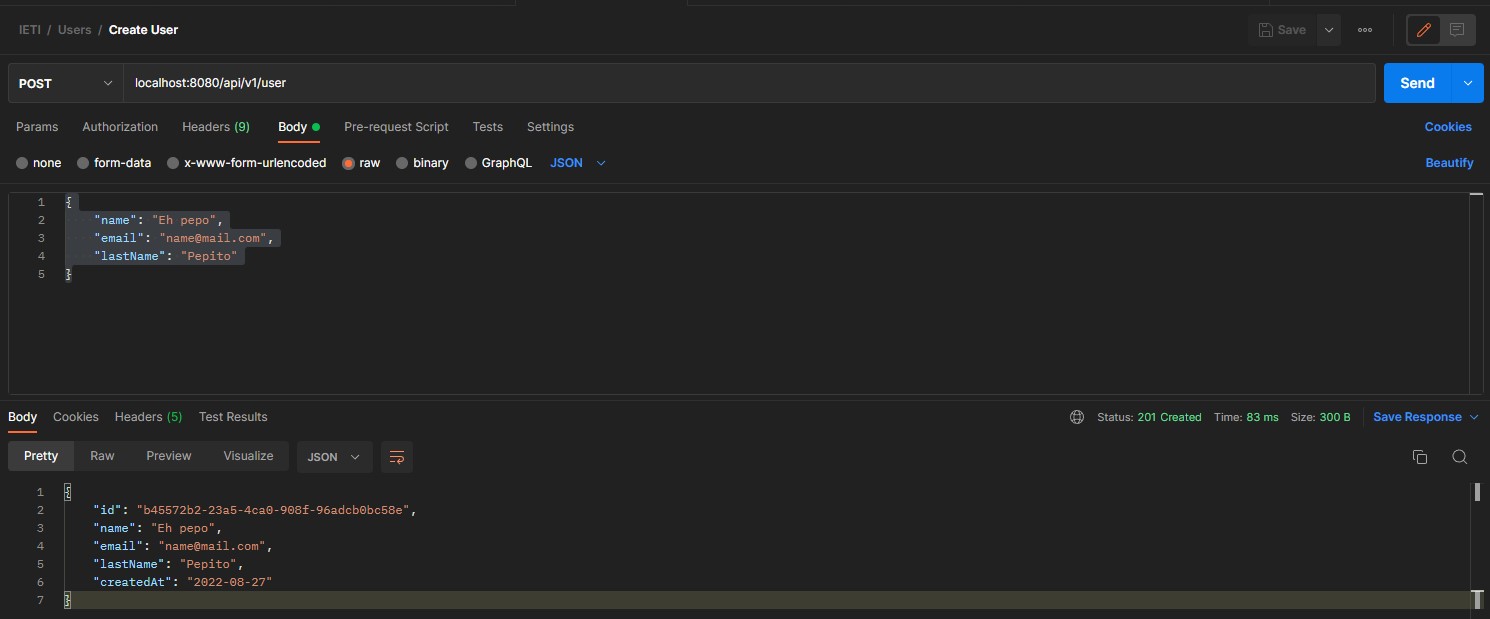 IETI / Users / Create User
Save
POST
localhost:8080/api/v1/user
Send
Params Authorization Headers (9) Body Pre-request Script Tests Settings Cookies
none form-data x-www-form-urlencoded raw binary GraphQL JSON Beautify
1 {
2 "name": "Eh pepo",
3 "email": "name@mail.com",
4 "lastName": "Pepito"
5 }
Body Cookies Headers (5) Test Results Status: 201 Created Time: 83 ms Size: 300 B Save Response
Pretty Raw Preview Visualize JSON
1 {
2 "id": "b45572b2-23a5-4ca0-908f-96adcb0bc58e",
3 "name": "Eh pepo",
4 "email": "name@mail.com",
5 "lastName": "Pepito",
6 "createdAt": "2022-08-27"
7 }